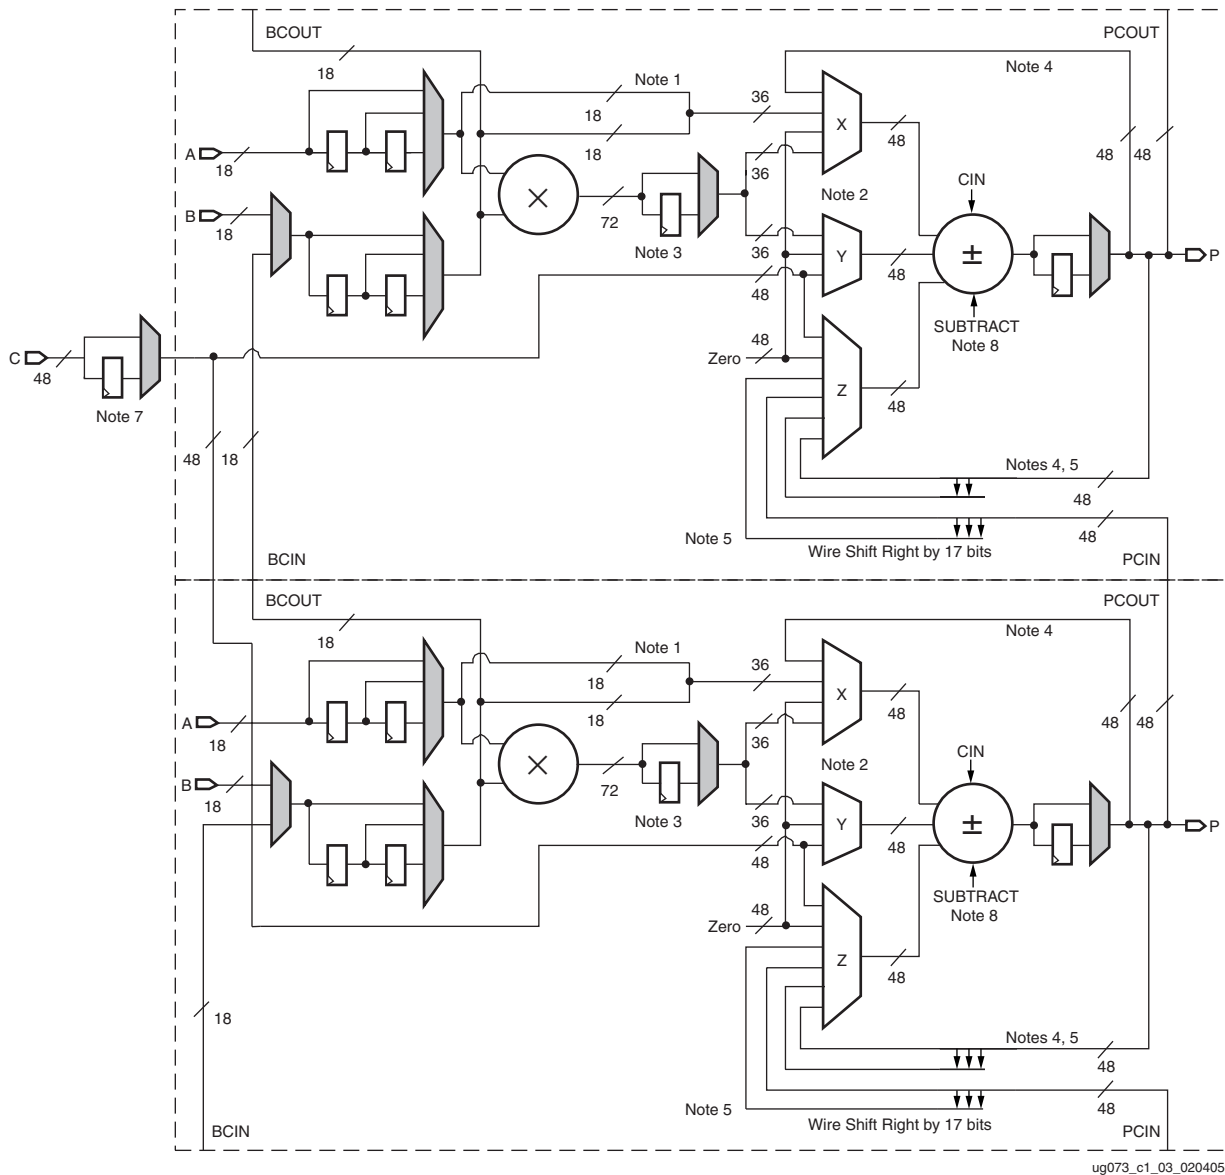 BCOUT
PCOUT
18
Note 1
Note 4
18
36
X
48
A
18
18
36
48
48
CIN
B
18
×
72
Note 3
Note 2
36
Y
48
±
P
48
SUBTRACT
Note 8
C
48
Note 7
Zero
48
Z
48
48
18
Notes 4, 5
48
Note 5
Wire Shift Right by 17 bits
48
BCIN
PCIN
BCOUT
PCOUT
18
Note 1
Note 4
18
36
X
48
A
18
18
36
48
48
CIN
B
18
×
72
Note 3
Note 2
36
Y
48
±
P
48
SUBTRACT
Note 8
Zero
48
Z
48
18
Notes 4, 5
48
Note 5
Wire Shift Right by 17 bits
48
BCIN
PCIN
ug073_c1_03_020405